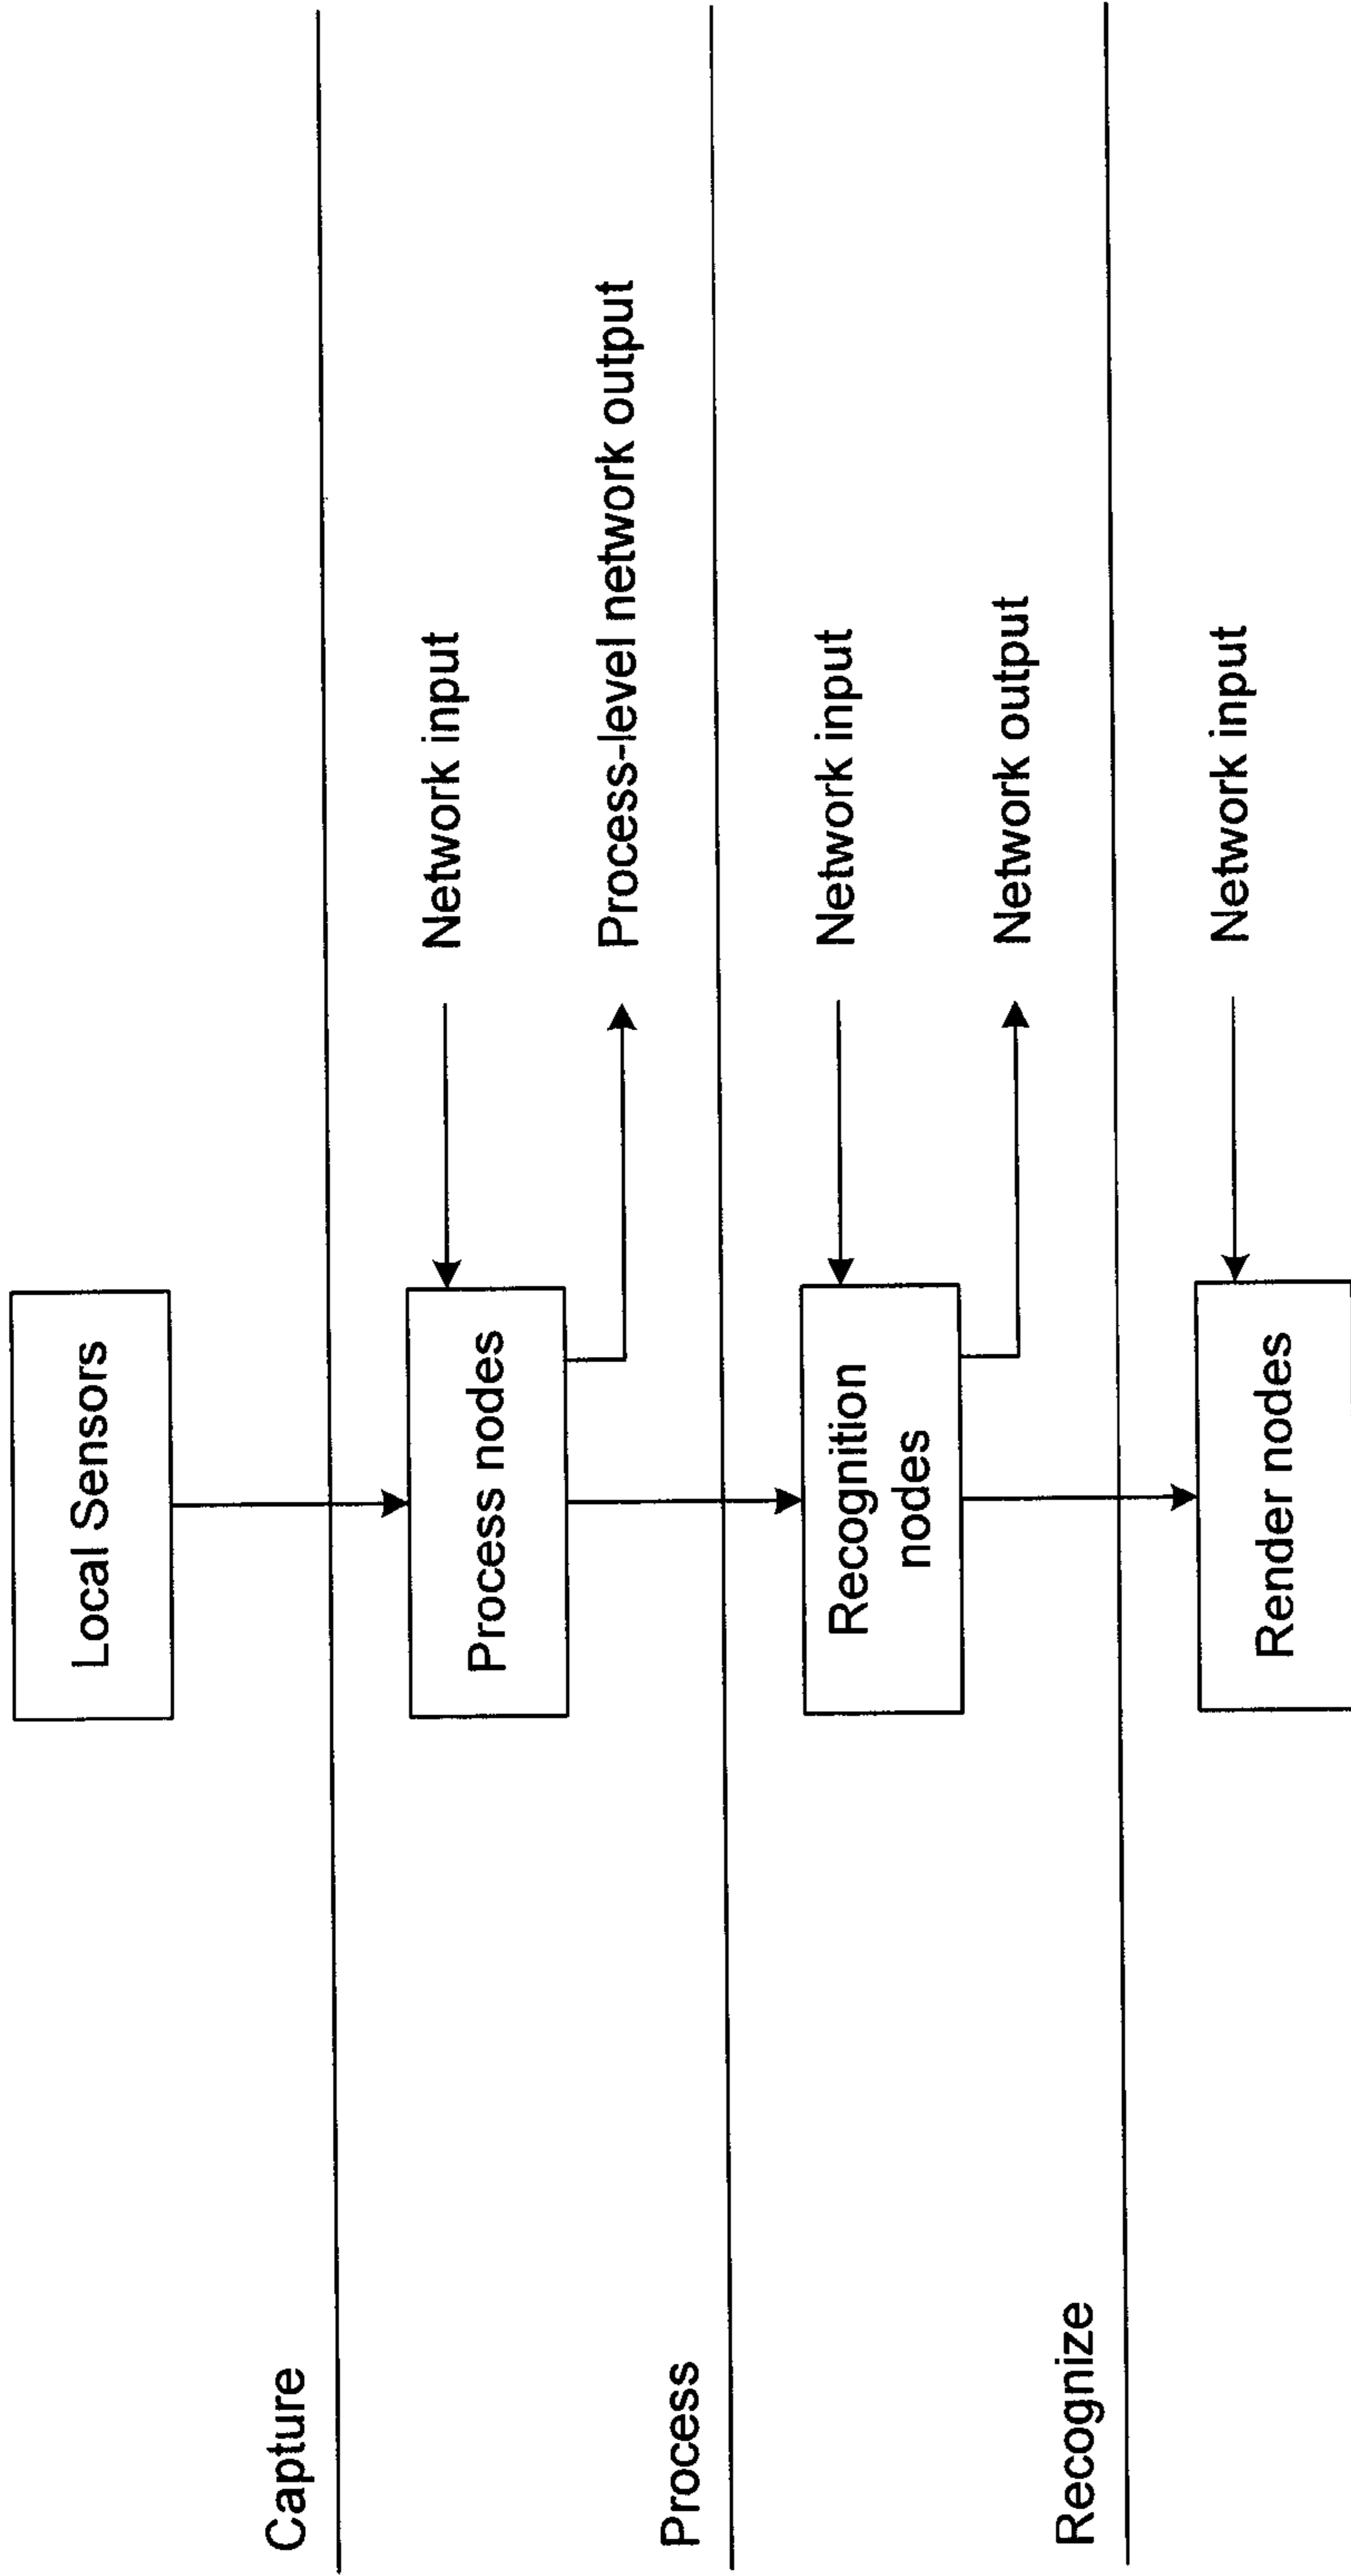 Local Sensors
Capture
Process nodes
Network input
Process-level network output
Process
Recognition
nodes
Network input
Network output
Recognize
Render nodes
Network input